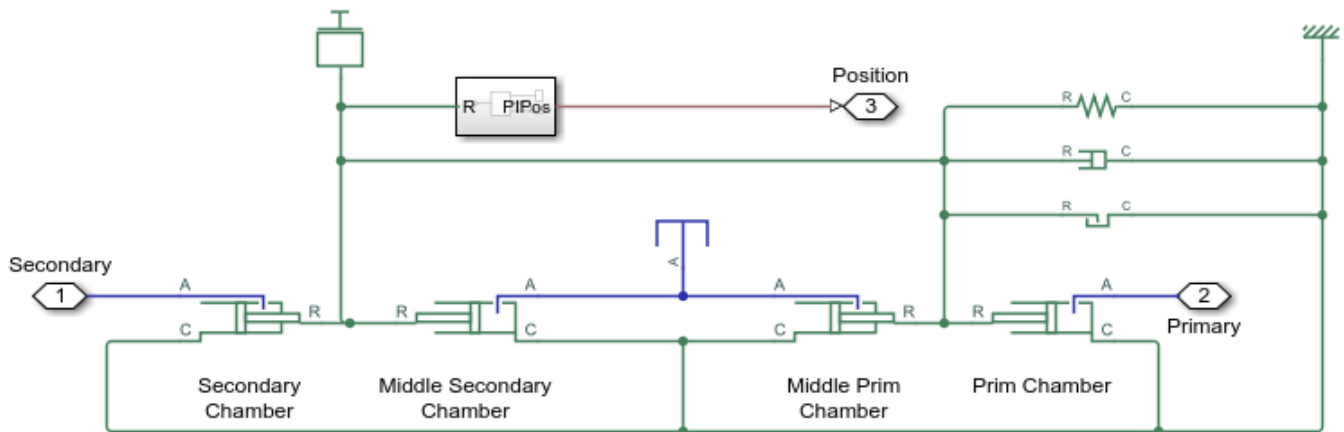 Position
R
PIPos
3
R
C
R
C
R
C
A
Secondary
1
A
R
C
R
A
C
A
R
C
R
A
C
2
Primary
Secondary
Chamber
Middle Secondary
Chamber
Middle Prim
Chamber
Prim Chamber